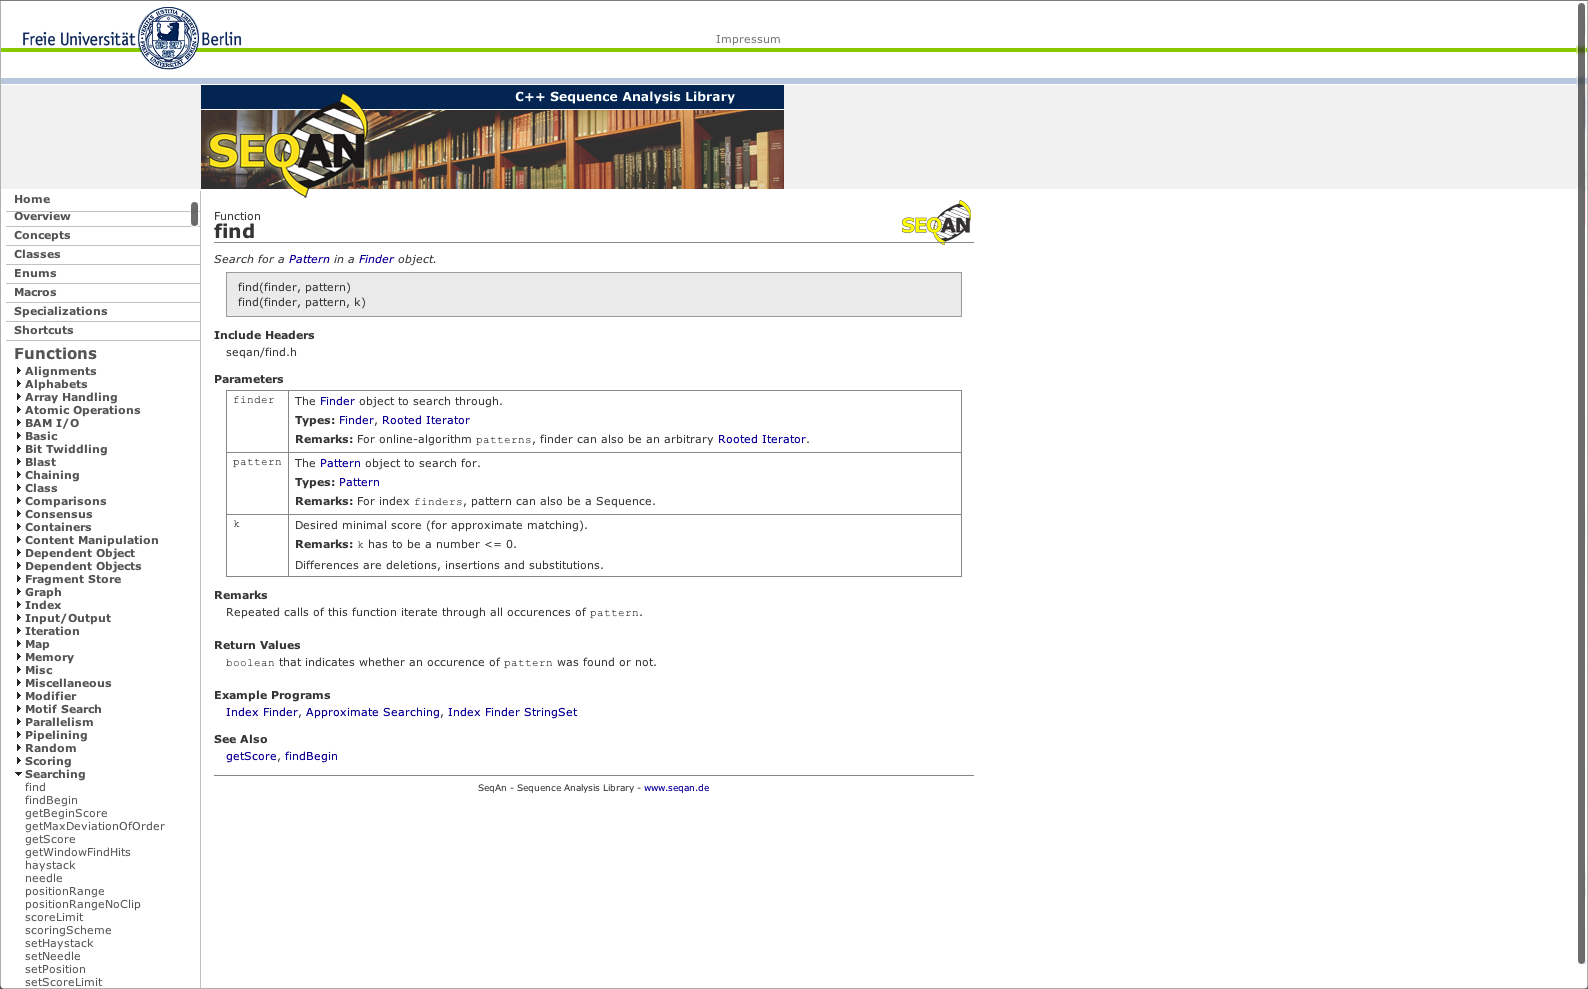 Freie Universität Berlin
Impressum
C++ Sequence Analysis Library
SEQAN
Home
Overview
Concepts
Classes
Enums
Macros
Specializations
Shortcuts
Functions
Alignments
Alphabets
Array Handling
Atomic Operations
BAM I/O
Basic
Bit Twiddling
Blast
Chaining
Class
Comparisons
Consensus
Containers
Content Manipulation
Dependent Object
Dependent Objects
Fragment Store
Graph
Index
Input/Output
Iteration
Map
Memory
Misc
Miscellaneous
Modifier
Motif Search
Parallelism
Pipelining
Random
Scoring
Searching
find
findBegin
getBeginScore
getMaxDeviationOfOrder
getScore
getWindowFindHits
haystack
needle
positionRange
positionRangeNoClip
scoreLimit
scoringScheme
setHaystack
setNeedle
setPosition
setScoreLimit
Function
find
SEQAN
Search for a Pattern in a Finder object.
find(finder, pattern)
find(finder, pattern, k)
Include Headers
seqan/find.h
Parameters
finder
The Finder object to search through.
Types: Finder, Rooted Iterator
Remarks: For online-algorithm patterns, finder can also be an arbitrary Rooted Iterator.
pattern
The Pattern object to search for.
Types: Pattern
Remarks: For index finders, pattern can also be a Sequence.
k
Desired minimal score (for approximate matching).
Remarks: k has to be a number <= 0.
Differences are deletions, insertions and substitutions.
Remarks
Repeated calls of this function iterate through all occurences of pattern.
Return Values
boolean that indicates whether an occurence of pattern was found or not.
Example Programs
Index Finder, Approximate Searching, Index Finder StringSet
See Also
getScore, findBegin
SeqAn - Sequence Analysis Library - www.seqan.de